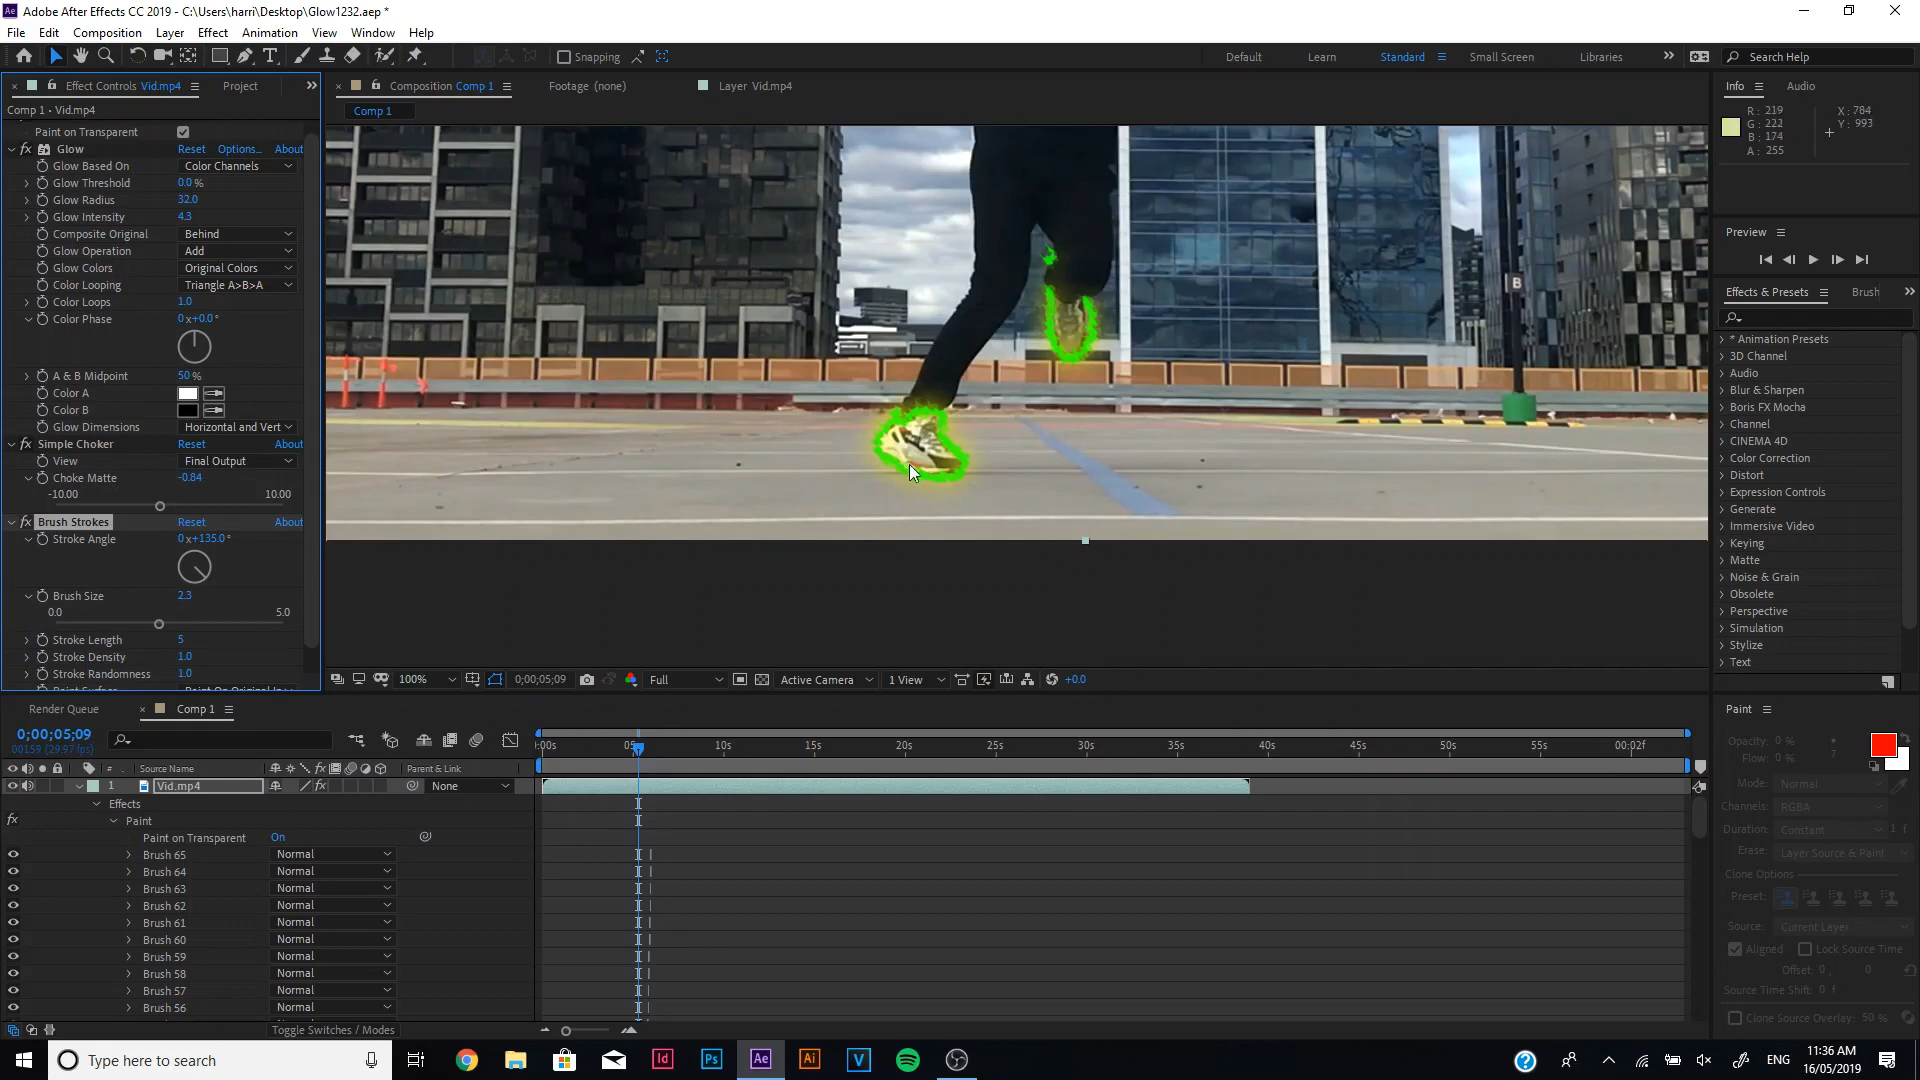 Adobe After Effects CC 2019 - C:\Users\harri\Desktop\Glow1232.aep *
File Edit Composition Layer Effect Animation View Window Help
Snapping Default Learn Standard Small Screen Libraries Search Help
Effect Controls Vid.mp4 Project
Comp 1 • Vid.mp4
Paint on Transparent
fx Glow Reset Options... About
Glow Based On Color Channels
Glow Threshold 0.0 %
Glow Radius 32.0
Glow Intensity 4.3
Composite Original Behind
Glow Operation Add
Glow Colors Original Colors
Color Looping Triangle A>B>A
Color Loops 1.0
Color Phase 0x+0.0°
A & B Midpoint 50 %
Color A
Color B
Glow Dimensions Horizontal and Vert
fx Simple Choker Reset About
View Final Output
Choke Matte -0.84
-10.00 10.00
fx Brush Strokes Reset About
Stroke Angle 0x+135.0°
Brush Size 2.3
0.0 5.0
Stroke Length 5
Stroke Density 1.0
Stroke Randomness 1.0
Composition Comp 1 Footage (none) Layer Vid.mp4
Comp 1
B
100% 0;00;05;09 Full Active Camera 1 View +0.0
Info Audio
R : 219 X : 784
G : 222 Y : 993
B : 174
A : 255
Preview
Effects & Presets Brush
* Animation Presets
3D Channel
Audio
Blur & Sharpen
Boris FX Mocha
Channel
CINEMA 4D
Color Correction
Distort
Expression Controls
Generate
Immersive Video
Keying
Matte
Noise & Grain
Obsolete
Perspective
Simulation
Stylize
Text
Render Queue Comp 1
0;00;05;09
00159 (29.97 fps)
:00s 05s 10s 15s 20s 25s 30s 35s 40s 45s 50s 55s 00:02f
# Source Name fx Parent & Link
1 Vid.mp4 fx None
Effects
fx Paint
Paint on Transparent On
Brush 65 Normal
Brush 64 Normal
Brush 63 Normal
Brush 62 Normal
Brush 61 Normal
Brush 60 Normal
Brush 59 Normal
Brush 58 Normal
Brush 57 Normal
Brush 56 Normal
Toggle Switches / Modes
Paint
Opacity: 0 %
Flow: 0 % 7
Mode: Normal
Channels: RGBA
Duration: Constant 1 f
Erase: Layer Source & Paint
Clone Options
Preset:
Source: Current Layer
Aligned Lock Source Time
Offset: 0 , 0
Source Time Shift: 0 f
Clone Source Overlay: 50 %
Type here to search Id Ps Ae Ai V ENG
11:36 AM
16/05/2019